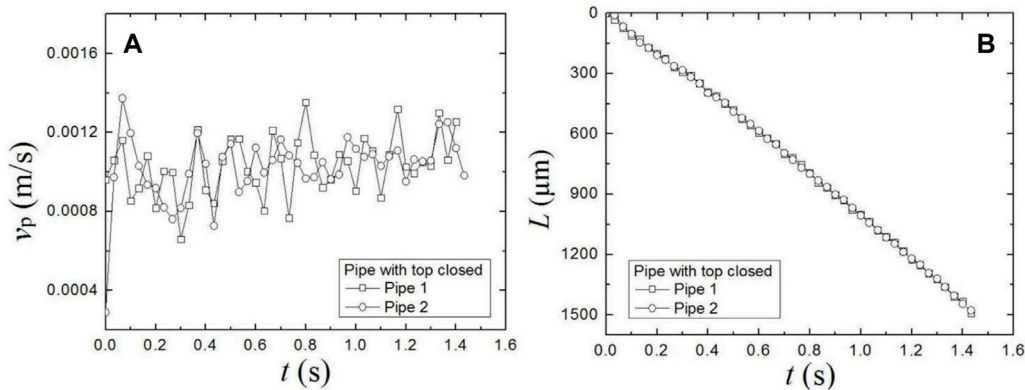 A
0.0016
0.0012
0.0008
0.0004
vp (m/s)
Pipe with top closed
Pipe 1
Pipe 2
0.0 0.2 0.4 0.6 0.8 1.0 1.2 1.4 1.6
t (s)
B
0
300
600
900
1200
1500
L (μm)
Pipe with top closed
Pipe 1
Pipe 2
0.0 0.2 0.4 0.6 0.8 1.0 1.2 1.4 1.6
t (s)